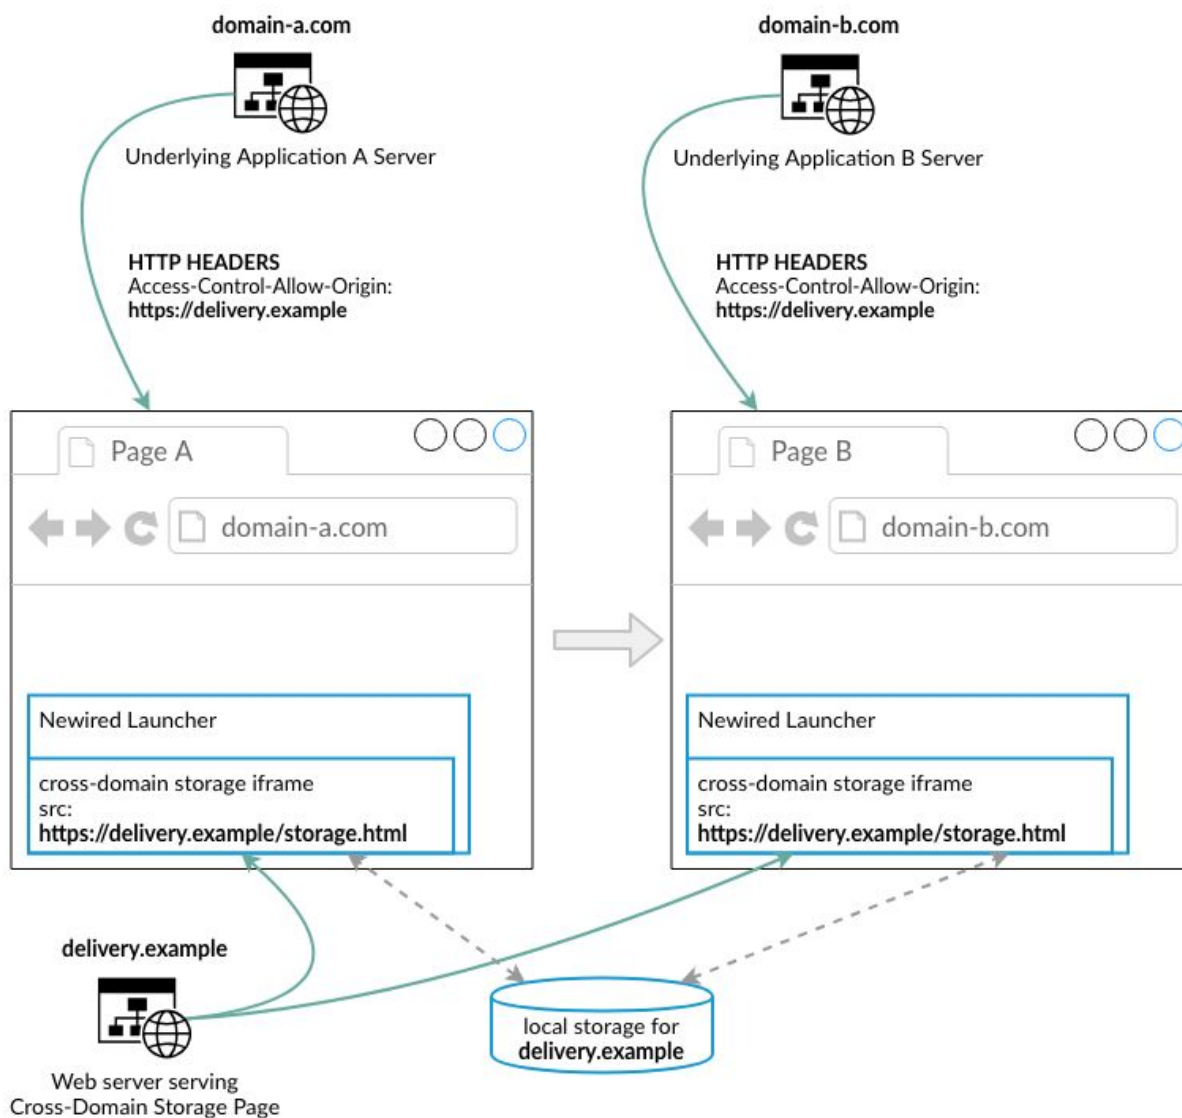 domain-a.com
Underlying Application A Server
HTTP HEADERS
Access-Control-Allow-Origin:
https://delivery.example
domain-b.com
Underlying Application B Server
HTTP HEADERS
Access-Control-Allow-Origin:
https://delivery.example
Page A
domain-a.com
Newired Launcher
cross-domain storage iframe
src:
https://delivery.example/storage.html
Page B
domain-b.com
Newired Launcher
cross-domain storage iframe
src:
https://delivery.example/storage.html
delivery.example
Web server serving
Cross-Domain Storage Page
local storage for
delivery.example